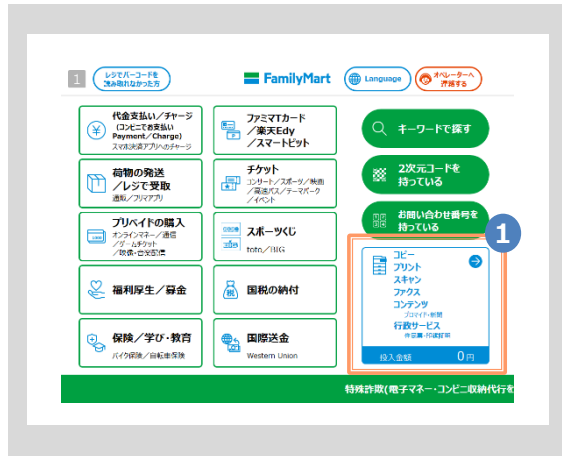 1
レジでバーコードを
読み取れなかった方
FamilyMart
Language
オペレーターへ
代金支払い/チャージ
(コンビニでお支払い
Payment/Charge)
スマホ決済アプリへのチャージ
ファミマTカード
/楽天Edy
/スマートピット
キーワードで探す
荷物の発送
/レジで受取
通販/フリマアプリ
チケット
コンサート/スポーツ/映画
/高速バス/テーマパーク
/イベント
2次元コードを
持っている
プリペイドの購入
オンラインマネー/通信
/ゲームチケット
/映像・音楽配信
スポーツくじ
toto/BIG
お問い合わせ番号を
持っている
1
コピー
プリント
スキャン
ファクス
コンテンツ
ブロマイド・新聞
行政サービス
住民票・印鑑証明
投入金額 0円
福利厚生/募金
国税の納付
保険/学び・教育
バイク保険/自転車保険
国際送金
Western Union
特殊詐欺(電子マネー・コンビニ収納代行を